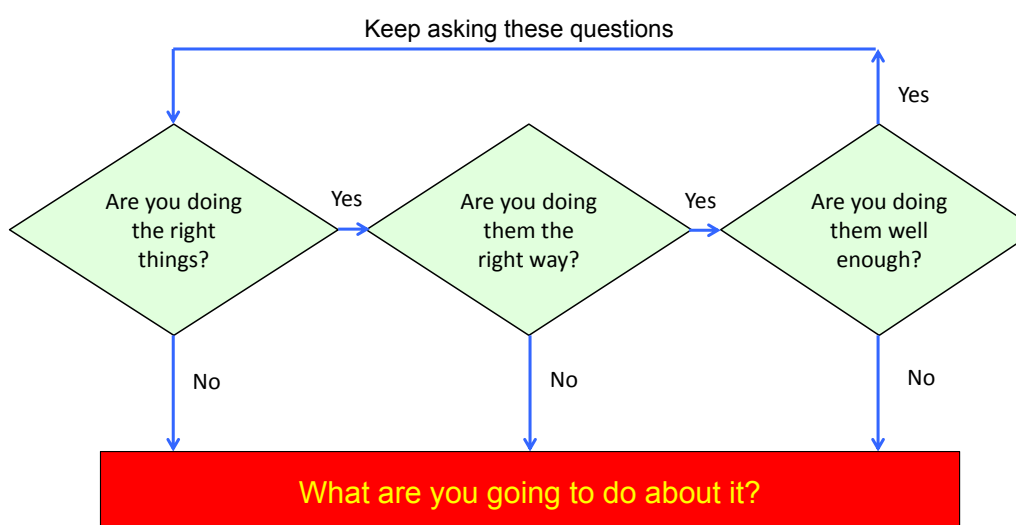 Keep asking these questions
Yes
Are you doing
the right
things?
Yes
Are you doing
them the
right way?
Yes
Are you doing
them well
enough?
No
No
No
What are you going to do about it?